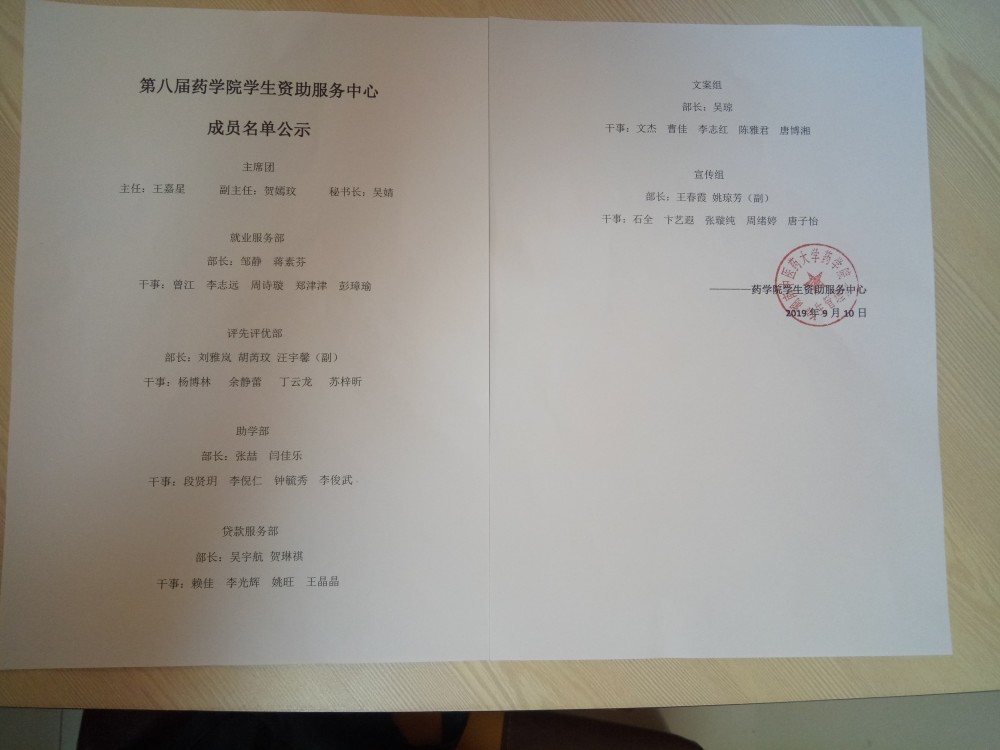 第八届药学院学生资助服务中心
成员名单公示
主席团
主任：王嘉星 副主任：贺嫣玟 秘书长：吴婧
就业服务部
部长：邹静 蒋素芬
干事：曾江 李志远 周诗璇 郑津津 彭璋瑜
评先评优部
部长：刘雅岚 胡芮玟 汪宇馨（副）
干事：杨博林 余静蕾 丁云龙 苏梓昕
助学部
部长：张喆 闫佳乐
干事：段贤玥 李倪仁 钟毓秀 李俊武
贷款服务部
部长：吴宇航 贺琳祺
干事：赖佳 李光辉 姚旺 王晶晶
文案组
部长：吴琼
干事：文杰 曹佳 李志红 陈雅君 唐博湘
宣传组
部长：王春霞 姚琼芳（副）
干事：石全 卞艺遐 张璇纯 周绪婷 唐子怡
医药大学药学院
————药学院学生资助服务中心
2019年9月10日